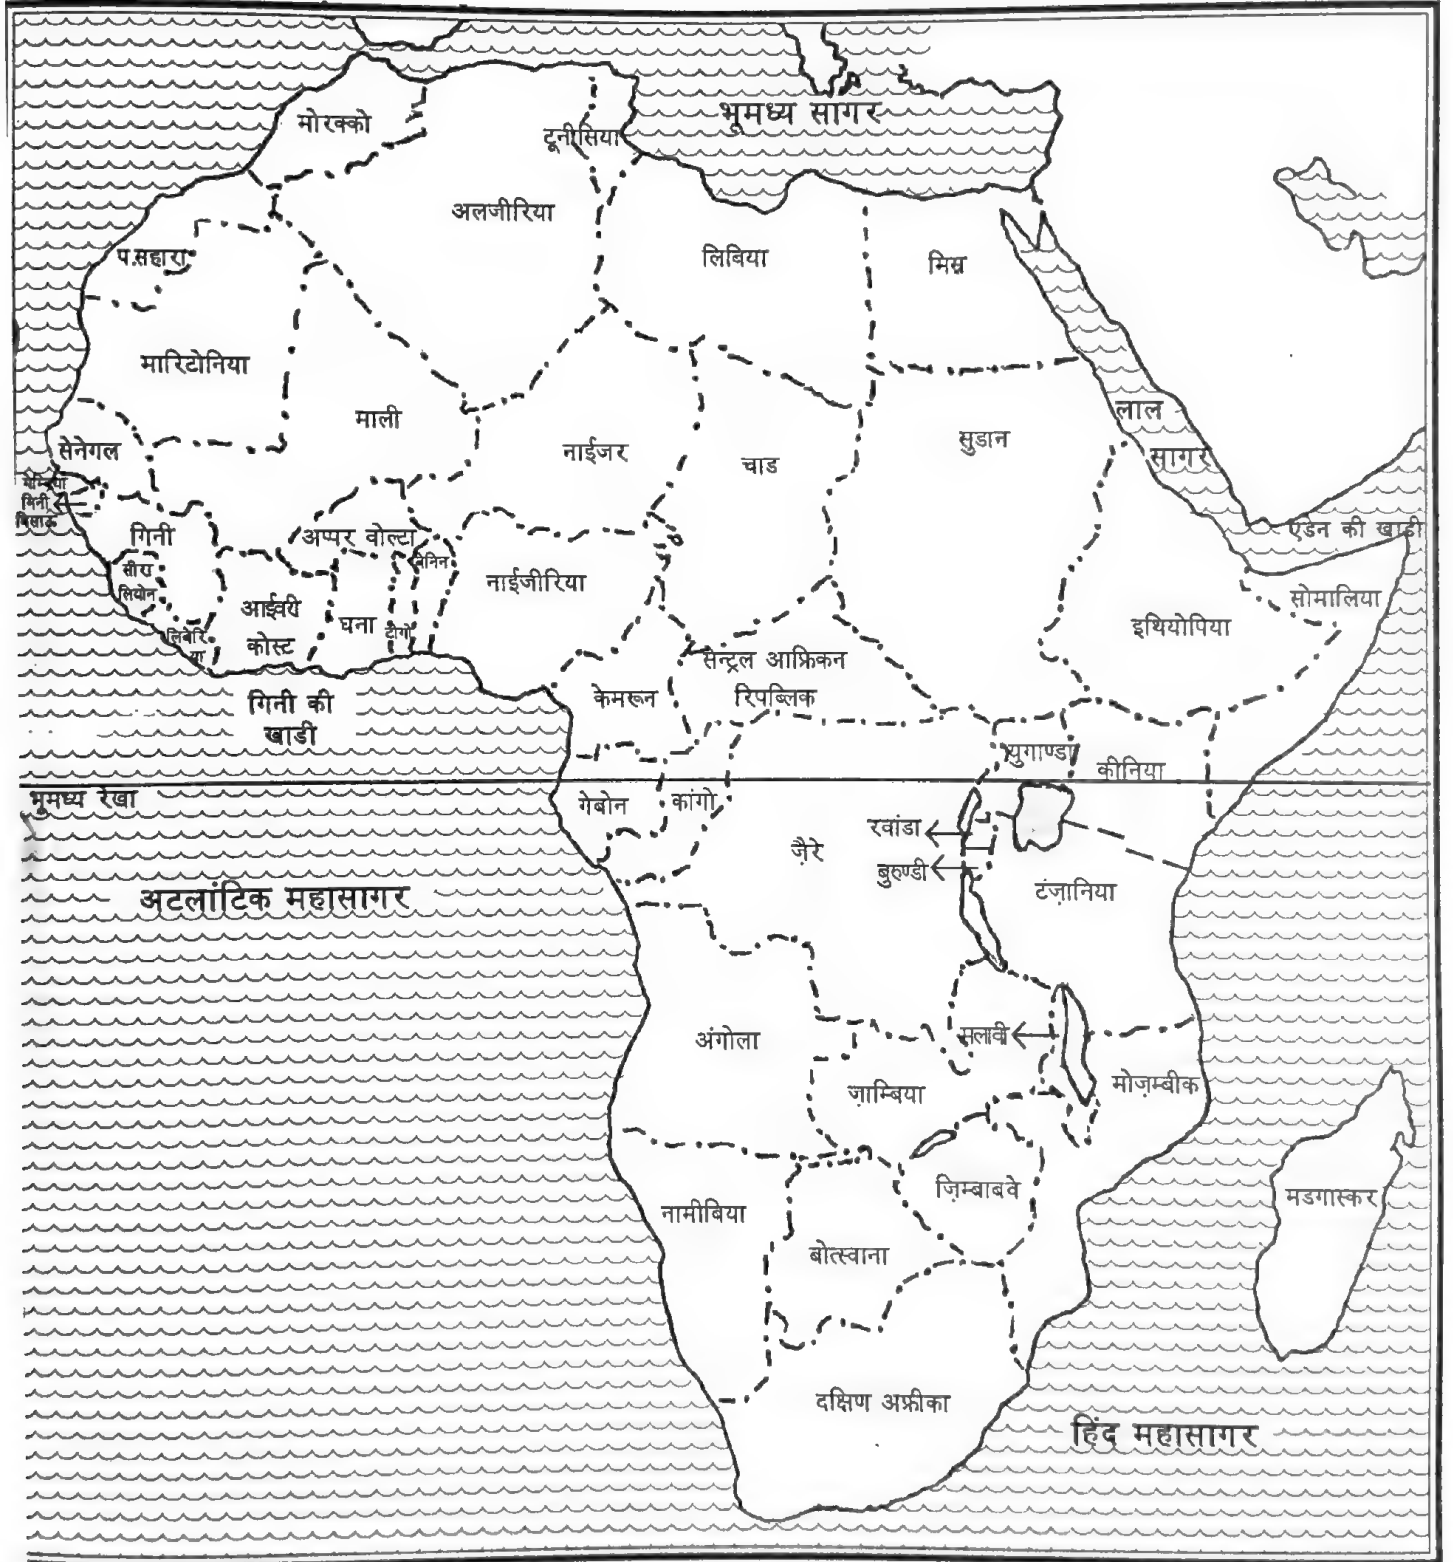 भूमध्य सागर
मोरक्को
टूनीसिया
अलजीरिया
प.सहारा
लिबिया
मिस्र
मारिटोनिया
माली
लाल
सागर
सेनेगल
नाईजर
चाड
सुडान
गेम्बिया
गिनी
बिसाऊ
गिनी
अप्पर वोल्टा
एडेन की खाडी
बेनिन
सीरा
लियोन
नाईजीरिया
आईवरी
कोस्ट
घना
टोगो
सोमालिया
इथियोपिया
लिबेरि
या
सेन्ट्रल आफ्रिकन
रिपब्लिक
केमरून
गिनी की
खाडी
युगाण्डा
कीनिया
भूमध्य रेखा
गेबोन
कांगो
रवांडा
ज़ैरे
बुरुण्डी
टंज़ानिया
अटलांटिक महासागर
अंगोला
मलावी
ज़ाम्बिया
मोज़म्बीक
ज़िम्बाबवे
मडगास्कर
नामीबिया
बोत्स्वाना
दक्षिण अफ्रीका
हिंद महासागर